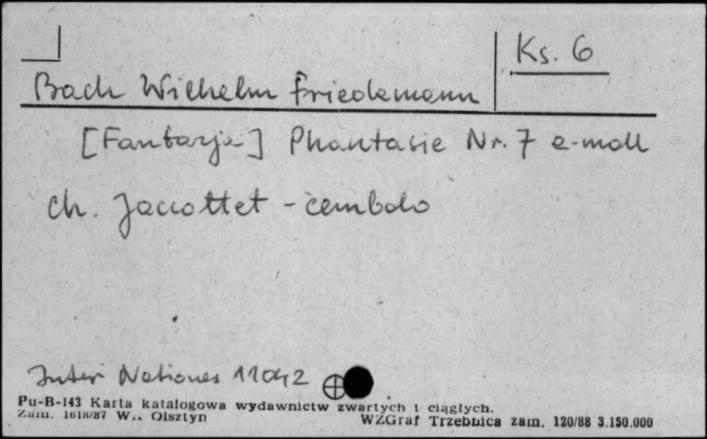 Ks. 6
Bach Wilhelm Friedemann
[Fantazja] Phantasie Nr. 7 e-moll
Ch. Jaccottet - čembalo
Inter Nationes 11042
Pu-B-143 Karta katalogowa wydawnictw zwartych i ciągłych.
Zam. 1618/87 W.. Olsztyn
WZGraf Trzebnica zam. 120/88 3.150.000